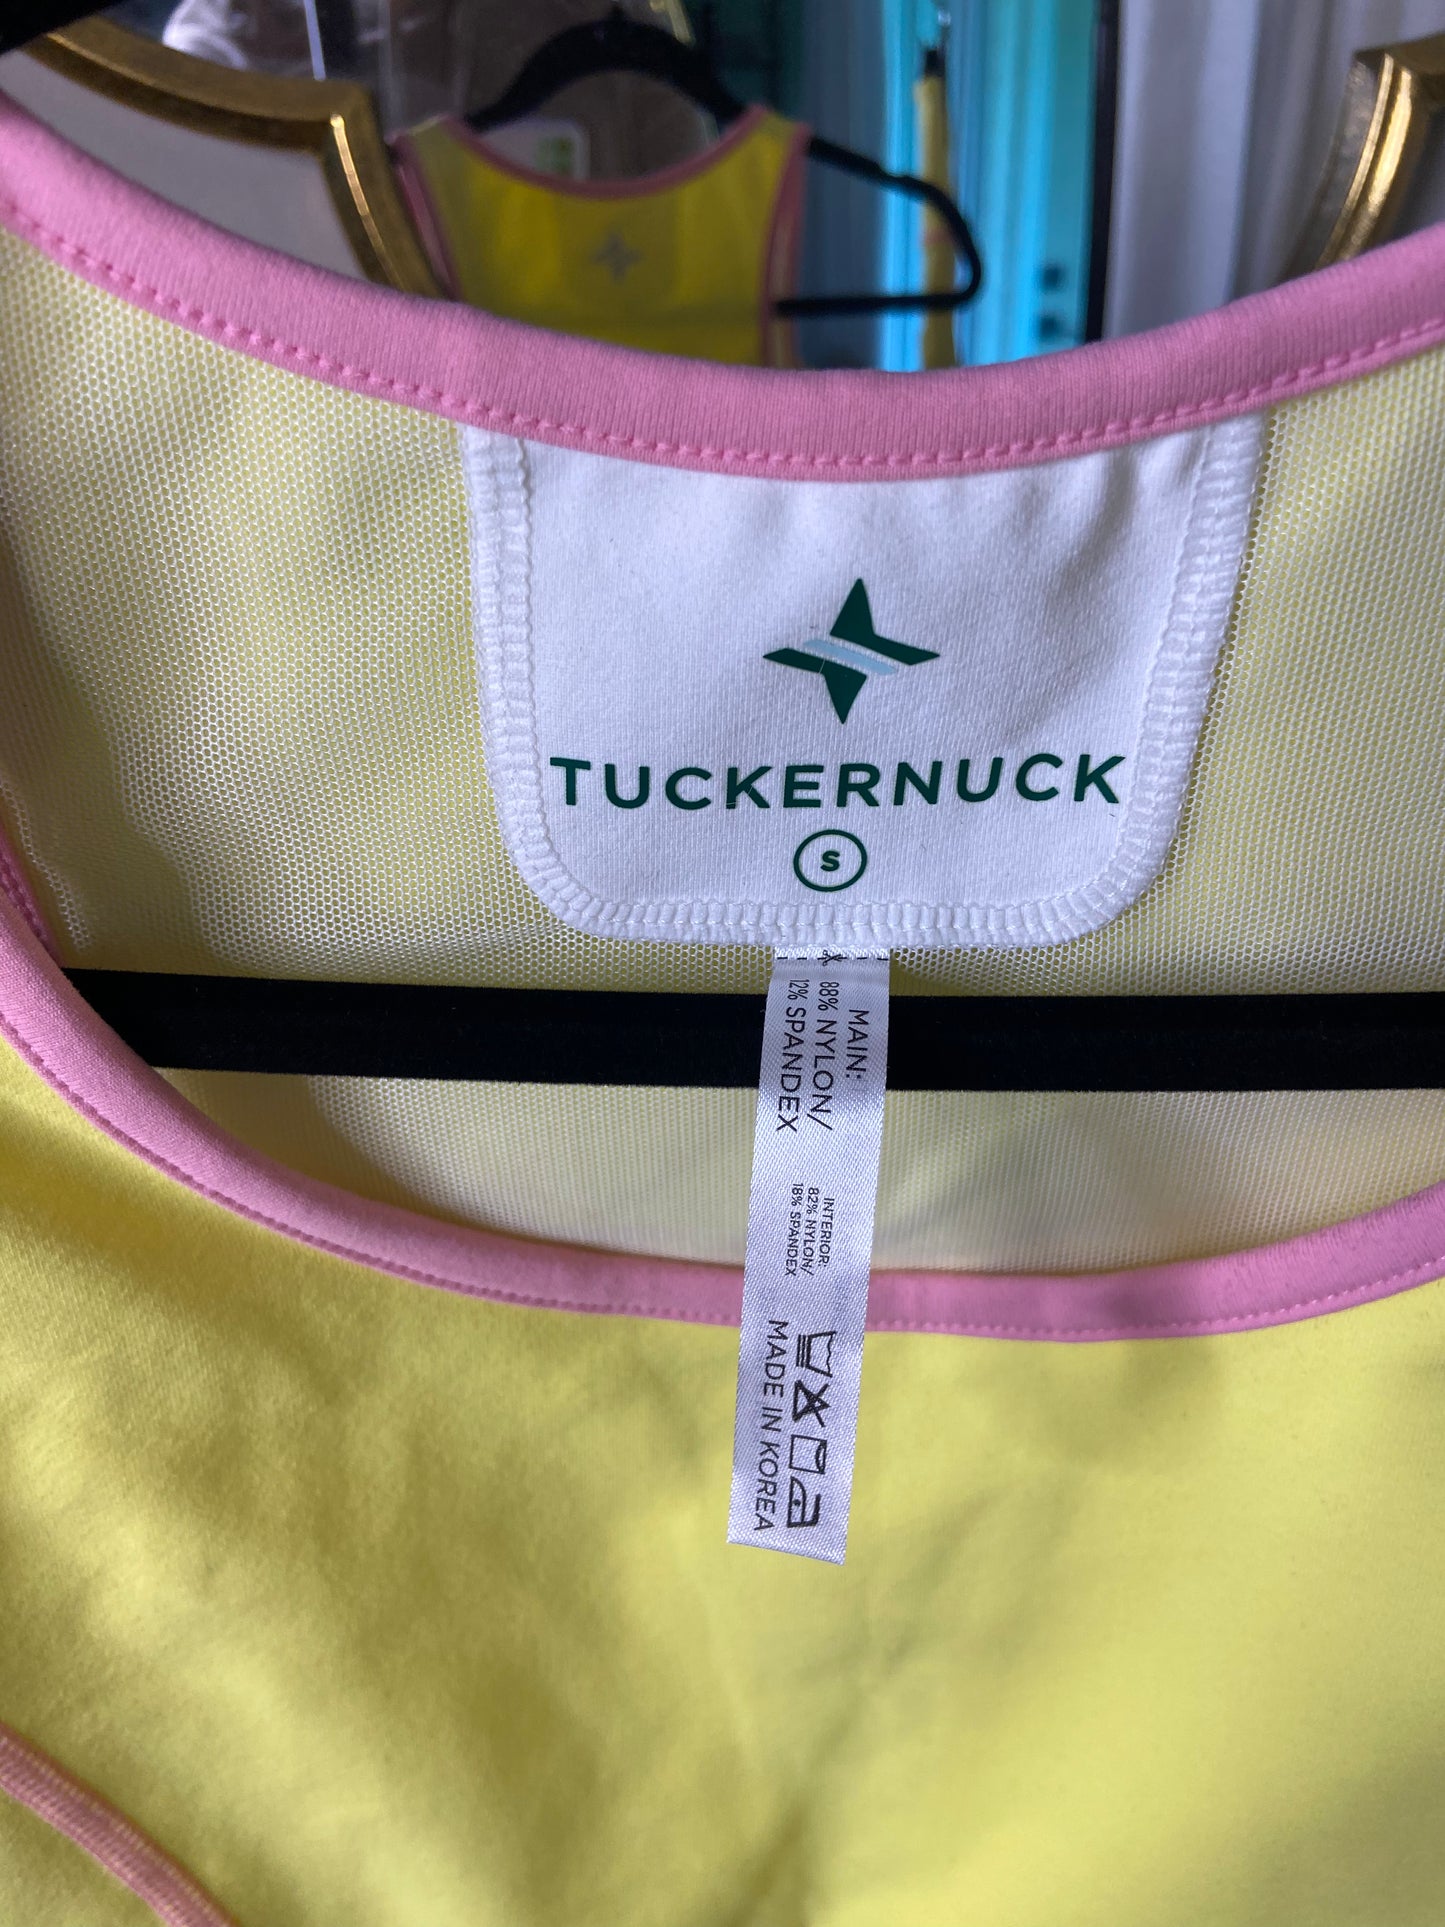 TUCKERNUCK
S
MAIN:
88% NYLON/
12% SPANDEX
INTERIOR:
82% NYLON/
18% SPANDEX
MADE IN KOREA